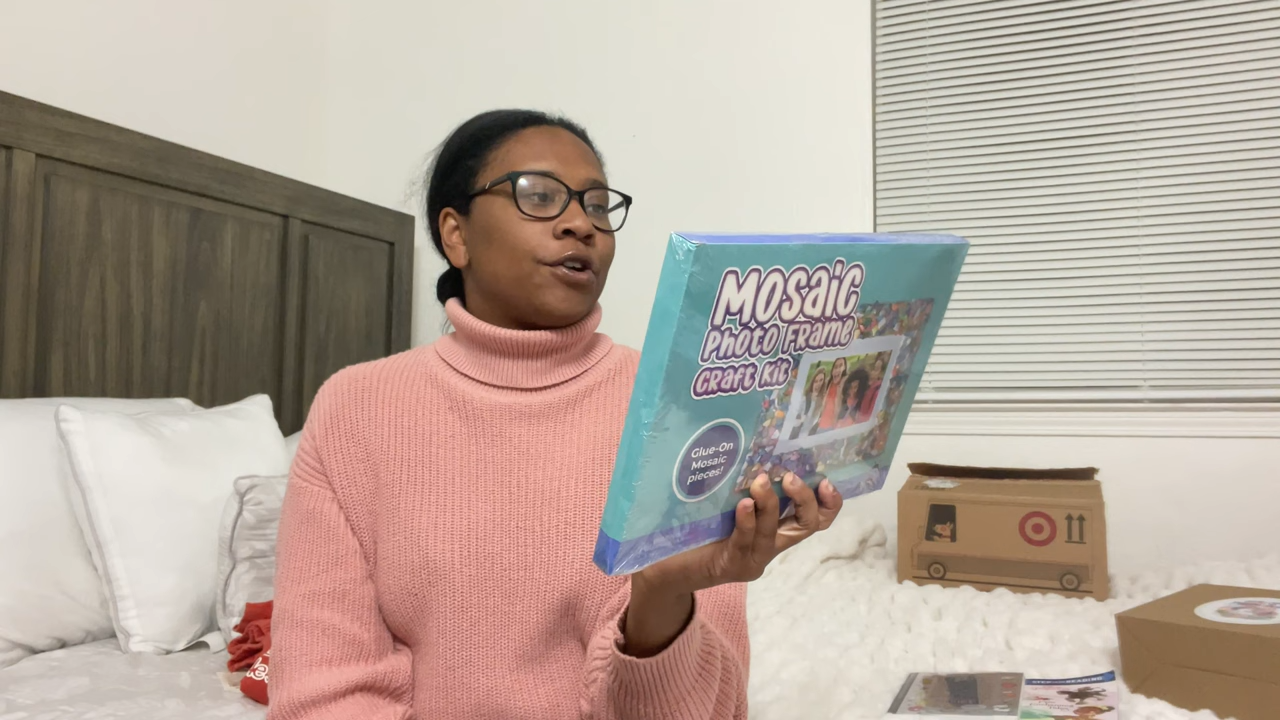 Mosaic
Photo Frame
Craft Kit
Glue-On
Mosaic
pieces!